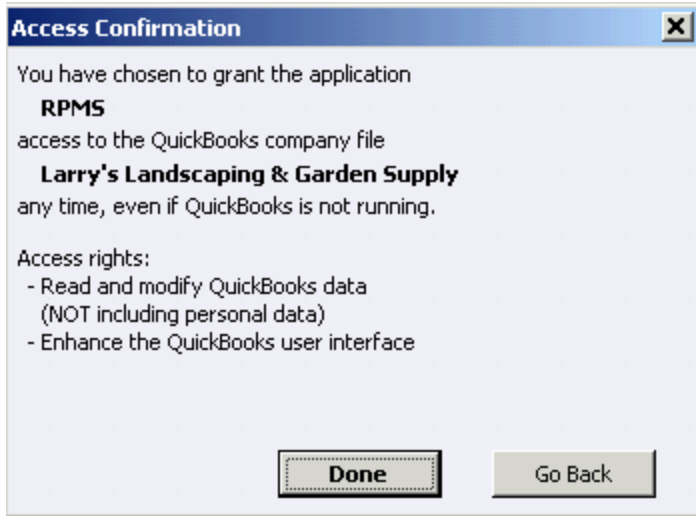 Access Confirmation
You have chosen to grant the application
RPMS
access to the QuickBooks company file
Larry's Landscaping & Garden Supply
any time, even if QuickBooks is not running.
Access rights:
- Read and modify QuickBooks data
(NOT including personal data)
- Enhance the QuickBooks user interface
Done Go Back